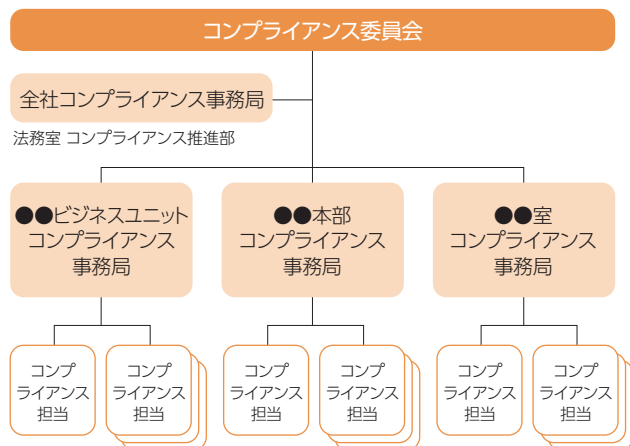 コンプライアンス委員会
全社コンプライアンス事務局
法務室 コンプライアンス推進部
●●ビジネスユニット
コンプライアンス
事務局
●●本部
コンプライアンス
事務局
●●室
コンプライアンス
事務局
コンプ
ライアンス
担当
コンプ
ライアンス
担当
コンプ
ライアンス
担当
コンプ
ライアンス
担当
コンプ
ライアンス
担当
コンプ
ライアンス
担当